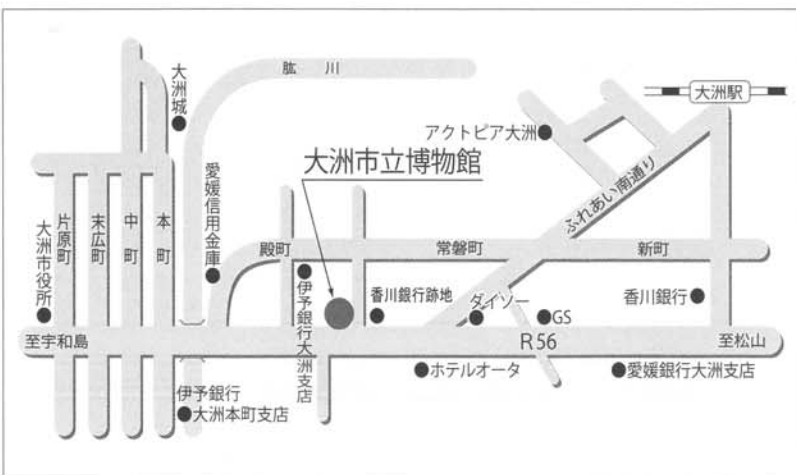 肱川
大洲駅
大洲城
アクトピア大洲
大洲市立博物館
ふれあい南通り
愛媛信用金庫
片原町
末広町
中町
本町
大洲市役所
殿町
常磐町
新町
伊予銀行大洲支店
香川銀行跡地
ダイソー
GS
香川銀行
至宇和島
R56
至松山
ホテルオータ
愛媛銀行大洲支店
伊予銀行
大洲本町支店